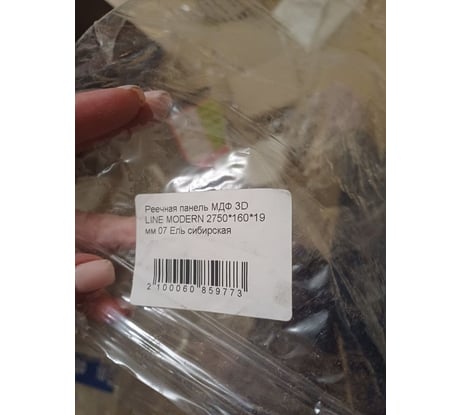 Реечная панель МДФ 3D
LINE MODERN 2750*160*19
мм 07 Ель сибирская
2 100060 859773